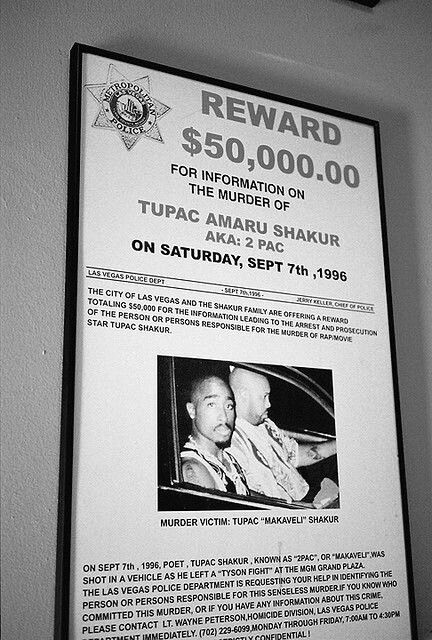 METROPOLITAN
POLICE
REWARD
$50,000.00
FOR INFORMATION ON
THE MURDER OF
TUPAC AMARU SHAKUR
AKA: 2 PAC
ON SATURDAY, SEPT 7th ,1996
LAS VEGAS POLICE DEPT - SEPT 7th,1996 - JERRY KELLER, CHIEF OF POLICE
THE CITY OF LAS VEGAS AND THE SHAKUR FAMILY ARE OFFERING A REWARD
TOTALING $50,000 FOR THE INFORMATION LEADING TO THE ARREST AND PROSECUTION
OF THE PERSON OR PERSONS RESPONSIBLE FOR THE MURDER OF RAP/MOVIE
STAR TUPAC SHAKUR.
MURDER VICTIM: TUPAC "MAKAVELI" SHAKUR
ON SEPT 7th , 1996, POET , TUPAC SHAKUR , KNOWN AS "2PAC", OR "MAKAVELI",WAS
SHOT IN A VEHICLE AS HE LEFT A "TYSON FIGHT" AT THE MGM GRAND PLAZA.
THE LAS VEGAS POLICE DEPARTMENT IS REQUESTING YOUR HELP IN IDENTIFYING THE
PERSON OR PERSONS RESPONSIBLE FOR THIS SENSELESS MURDER.IF YOU KNOW WHO
COMMITTED THIS MURDER, OR IF YOU HAVE ANY INFORMATION ABOUT THIS CRIME,
PLEASE CONTACT LT. WAYNE PETERSON,HOMICIDE DIVISION, LAS VEGAS POLICE
DEPARTMENT IMMEDIATELY. (702) 229-6099,MONDAY THROUGH FRIDAY, 7:00AM TO 4:30PM
STRICTLY CONFIDENTIAL !